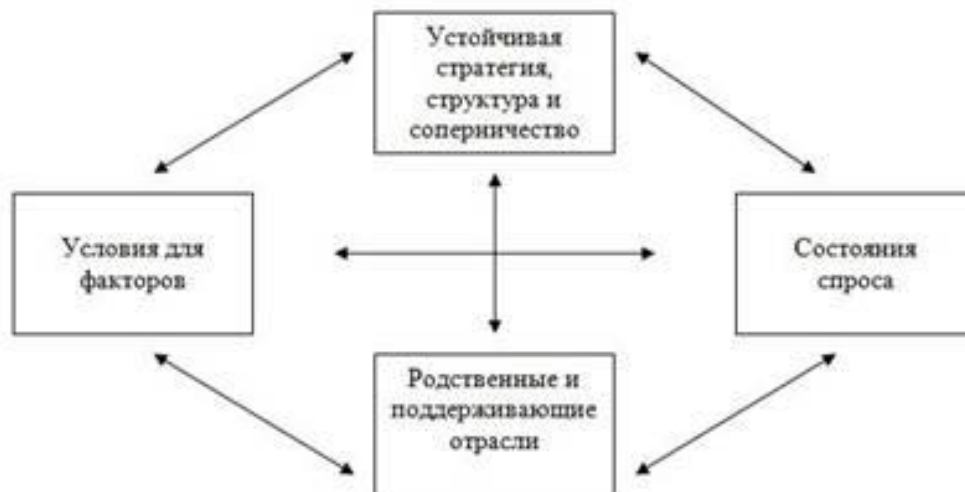 Устойчивая
стратегия,
структура и
соперничество
Условия для
факторов
Состояния
спроса
Родственные и
поддерживающие
отрасли